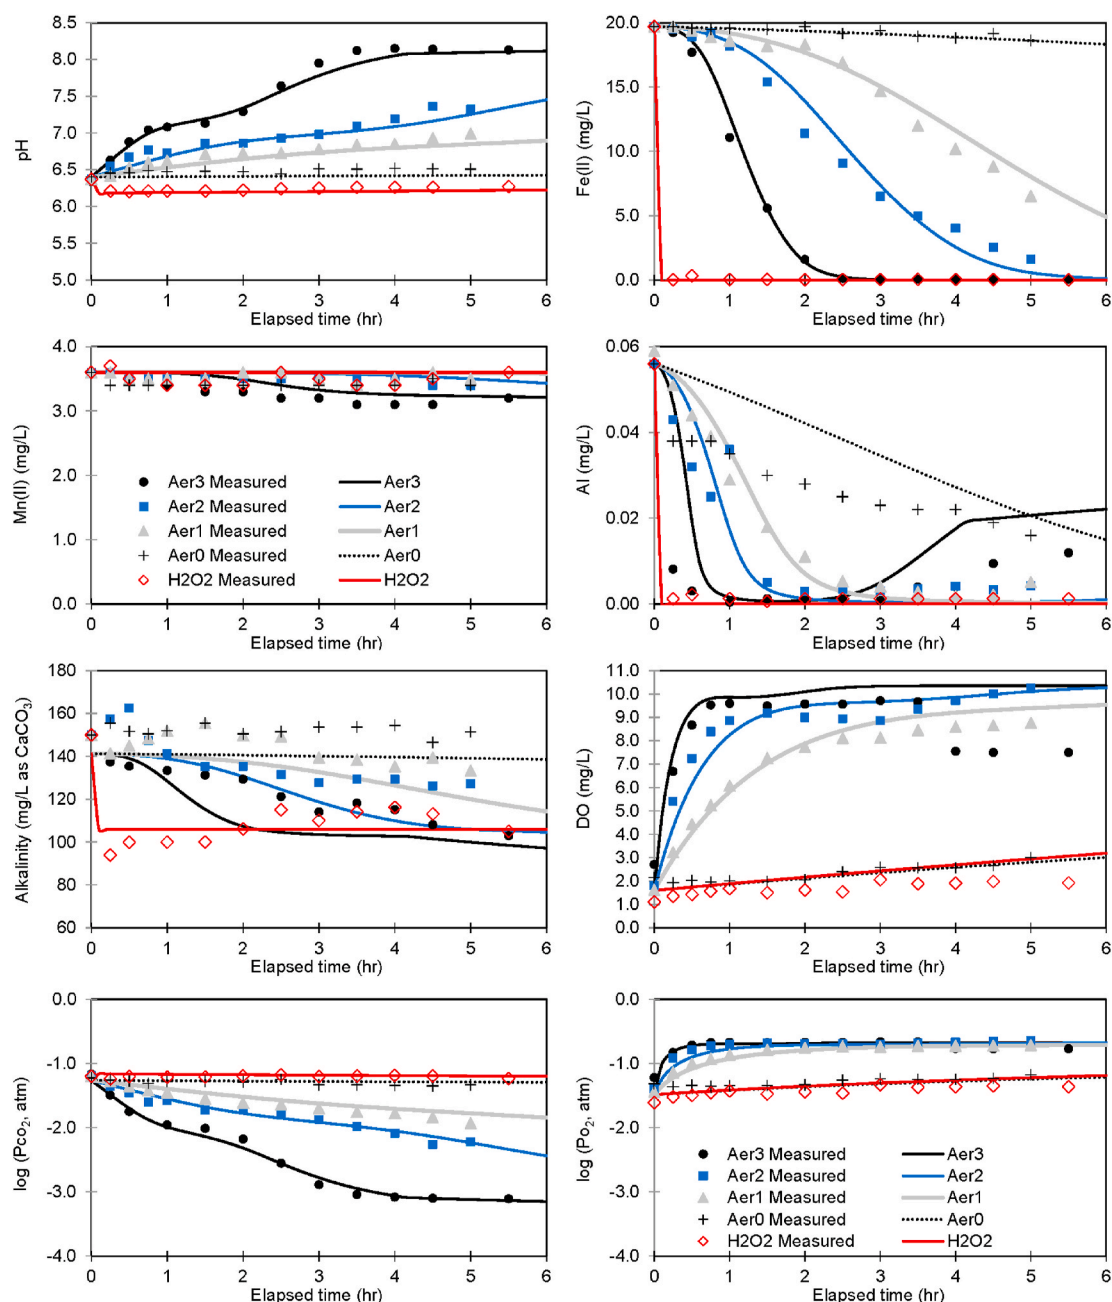 8.5
8.0
7.5
7.0
6.5
6.0
5.5
5.0
pH
0 1 2 3 4 5 6
Elapsed time (hr)
20.0
15.0
10.0
5.0
0.0
Fe(II) (mg/L)
0 1 2 3 4 5 6
Elapsed time (hr)
4.0
3.0
2.0
1.0
0.0
Mn(II) (mg/L)
Aer3 Measured Aer3
Aer2 Measured Aer2
Aer1 Measured Aer1
Aer0 Measured Aer0
H2O2 Measured H2O2
0 1 2 3 4 5 6
Elapsed time (hr)
0.06
0.04
0.02
0.00
Al (mg/L)
0 1 2 3 4 5 6
Elapsed time (hr)
180
160
140
120
100
80
60
Alkalinity (mg/L as CaCO₃)
0 1 2 3 4 5 6
Elapsed time (hr)
11.0
10.0
9.0
8.0
7.0
6.0
5.0
4.0
3.0
2.0
1.0
0.0
DO (mg/L)
0 1 2 3 4 5 6
Elapsed time (hr)
0.0
-1.0
-2.0
-3.0
-4.0
log (Pco₂, atm)
0 1 2 3 4 5 6
Elapsed time (hr)
0.0
-1.0
-2.0
-3.0
-4.0
log (Po₂, atm)
Aer3 Measured Aer3
Aer2 Measured Aer2
Aer1 Measured Aer1
Aer0 Measured Aer0
H2O2 Measured H2O2
0 1 2 3 4 5 6
Elapsed time (hr)